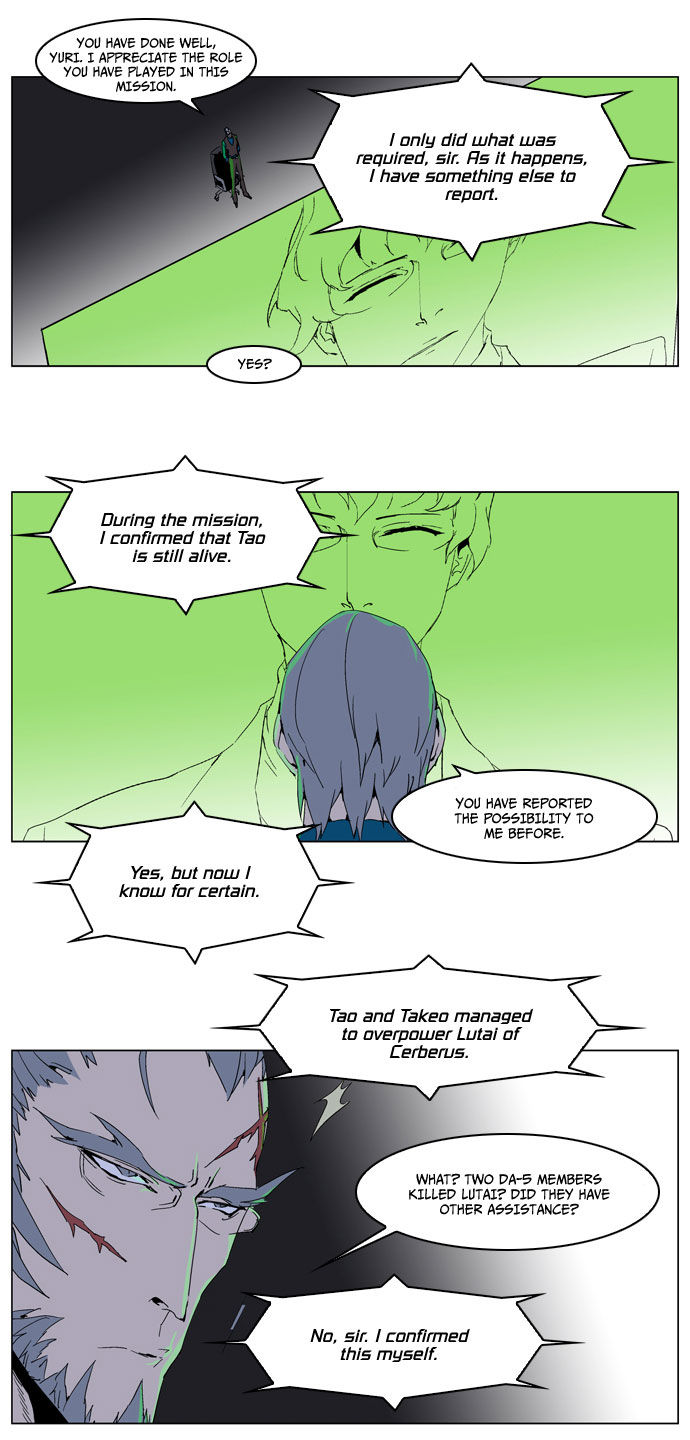 YOU HAVE DONE WELL,
YURI. I APPRECIATE THE ROLE
YOU HAVE PLAYED IN THIS
MISSION.
I only did what was
required, sir. As it happens,
I have something else to
report.
YES?
During the mission,
I confirmed that Tao
is still alive.
YOU HAVE REPORTED
THE POSSIBILITY TO
ME BEFORE.
Yes, but now I
know for certain.
Tao and Takeo managed
to overpower Lutai of
Cerberus.
WHAT? TWO DA-5 MEMBERS
KILLED LUTAI? DID THEY HAVE
OTHER ASSISTANCE?
No, sir. I confirmed
this myself.